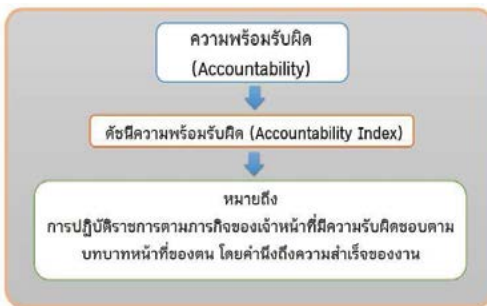 ความพร้อมรับผิด
(Accountability)
ดัชนีความพร้อมรับผิด (Accountability Index)
หมายถึง
การปฏิบัติราชการตามภารกิจของเจ้าหน้าที่มีความรับผิดชอบตาม
บทบาทหน้าที่ของตน โดยคำนึงถึงความสำเร็จของงาน